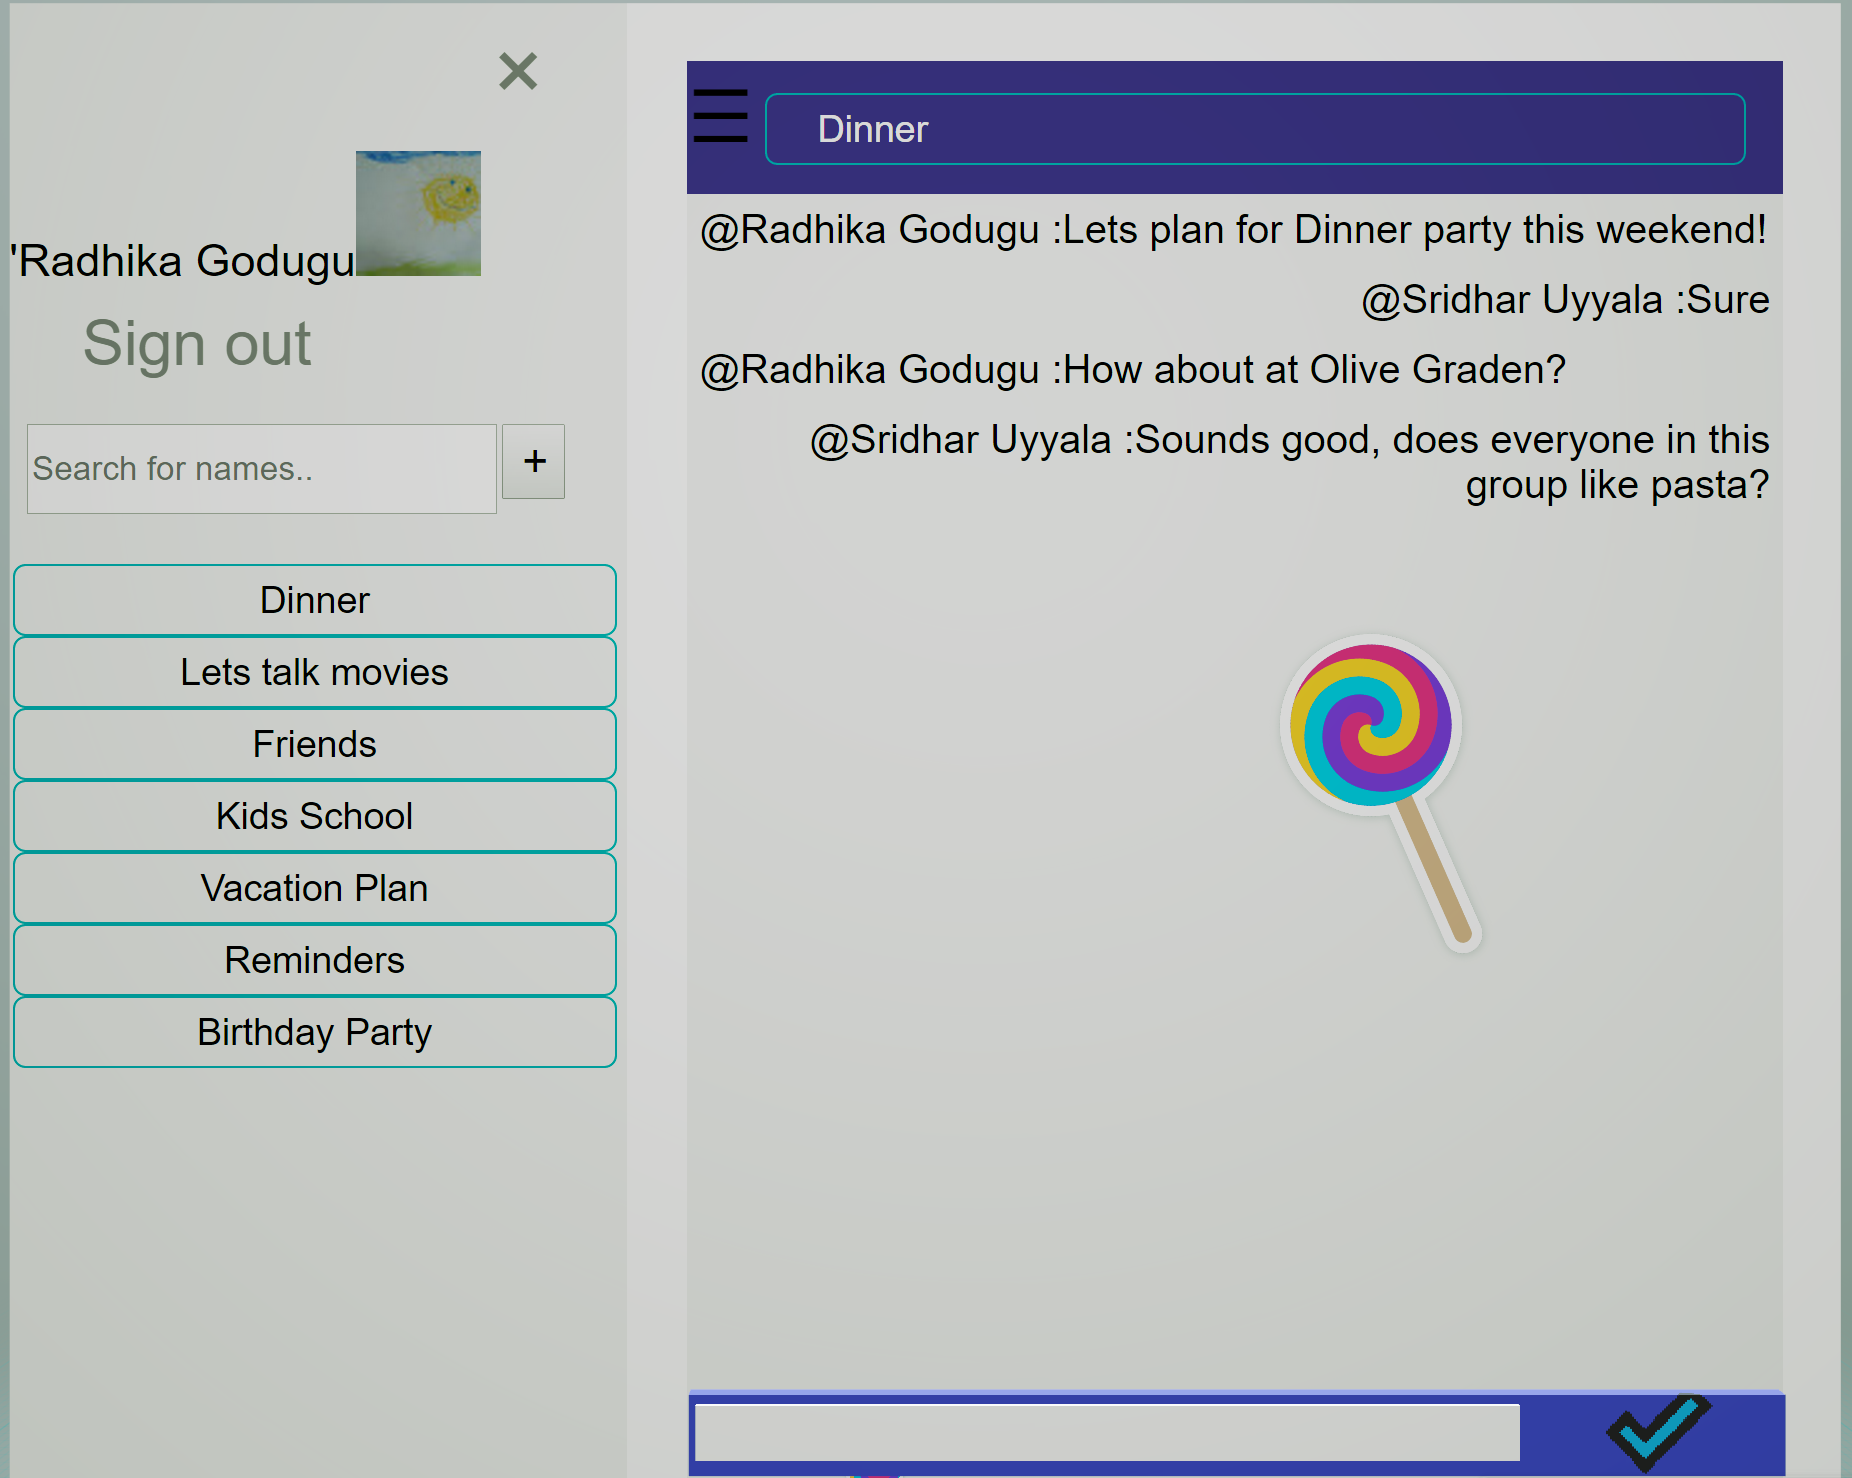 'Radhika Godugu
Sign out
Search for names..
+
Dinner
Lets talk movies
Friends
Kids School
Vacation Plan
Reminders
Birthday Party
Dinner
@Radhika Godugu :Lets plan for Dinner party this weekend!
@Sridhar Uyyala :Sure
@Radhika Godugu :How about at Olive Graden?
@Sridhar Uyyala :Sounds good, does everyone in this
group like pasta?